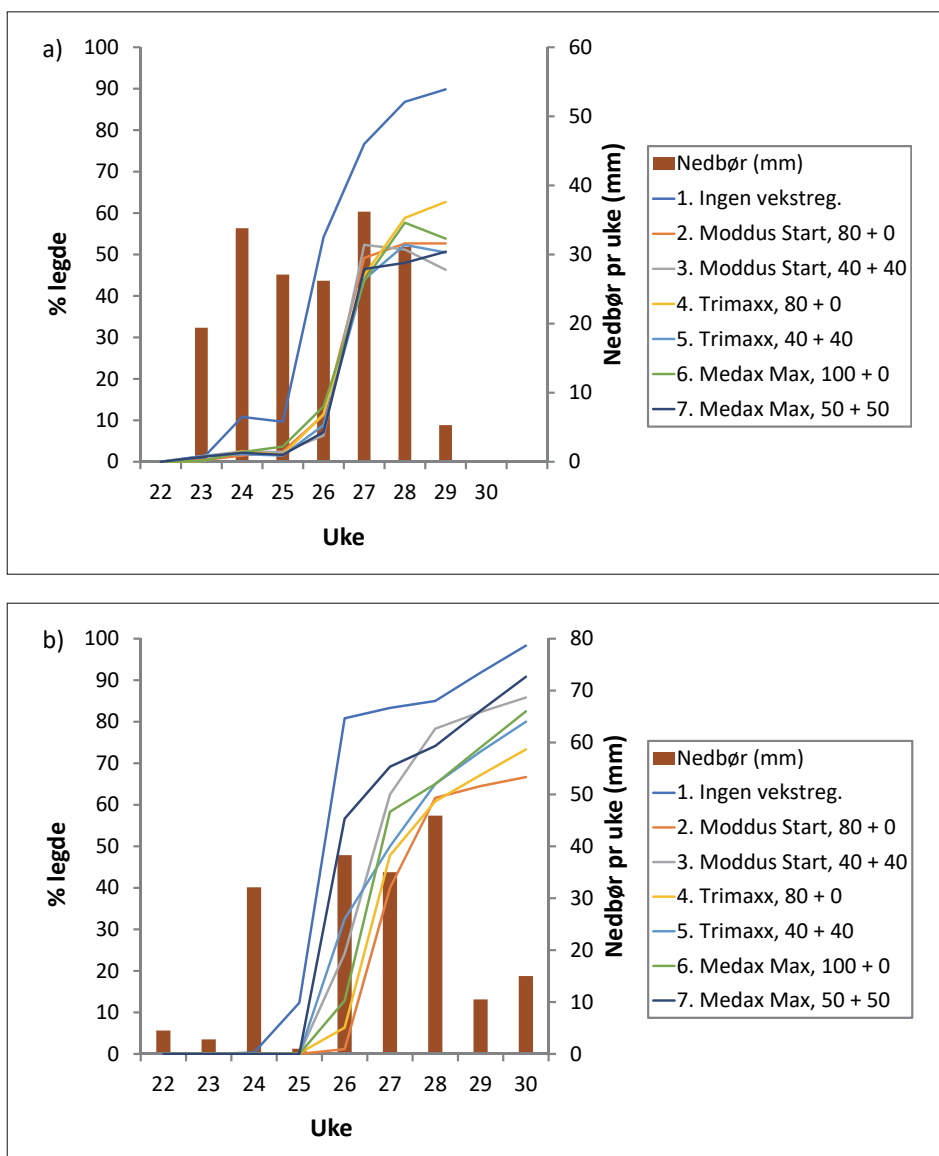 a)
100
90
80
70
60
50
40
30
20
10
0
% legde
60
50
40
30
20
10
0
Nedbør pr uke (mm)
22 23 24 25 26 27 28 29 30
Uke
Nedbør (mm)
1. Ingen vekstreg.
2. Moddus Start, 80 + 0
3. Moddus Start, 40 + 40
4. Trimaxx, 80 + 0
5. Trimaxx, 40 + 40
6. Medax Max, 100 + 0
7. Medax Max, 50 + 50
b)
100
90
80
70
60
50
40
30
20
10
0
% legde
80
70
60
50
40
30
20
10
0
Nedbør pr uke (mm)
22 23 24 25 26 27 28 29 30
Uke
Nedbør (mm)
1. Ingen vekstreg.
2. Moddus Start, 80 + 0
3. Moddus Start, 40 + 40
4. Trimaxx, 80 + 0
5. Trimaxx, 40 + 40
6. Medax Max, 100 + 0
7. Medax Max, 50 + 50